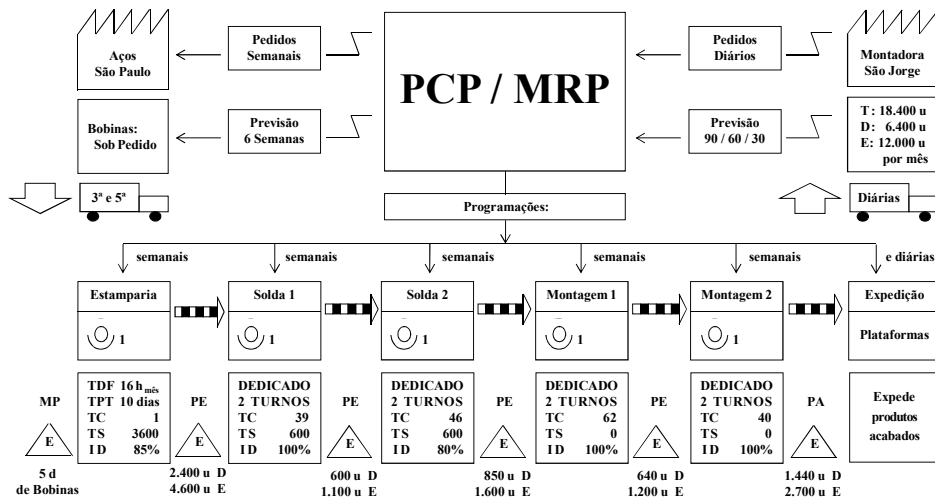 Aços
São Paulo
Pedidos
Semanais
PCP / MRP
Pedidos
Diários
Montadora
São Jorge
Bobinas:
Sob Pedido
Previsão
6 Semanas
Previsão
90 / 60 / 30
T : 18.400 u
D : 6.400 u
E: 12.000 u
por mês
3ª e 5ª
Diárias
Programações:
semanais
semanais
semanais
semanais
semanais
e diárias
Estamparia
1
Solda 1
1
Solda 2
1
Montagem 1
1
Montagem 2
1
Expedição
Plataformas
MP
E
5 d
de Bobinas
TDF 16 h mês
TPT 10 dias
TC 1
TS 3600
I D 85%
PE
E
2.400 u D
4.600 u E
DEDICADO
2 TURNOS
TC 39
TS 600
I D 100%
PE
E
600 u D
1.100 u E
DEDICADO
2 TURNOS
TC 46
TS 600
I D 80%
PE
E
850 u D
1.600 u E
DEDICADO
2 TURNOS
TC 62
TS 0
I D 100%
PE
E
640 u D
1.200 u E
DEDICADO
2 TURNOS
TC 40
TS 0
I D 100%
PA
E
1.440 u D
2.700 u E
Expede
produtos
acabados